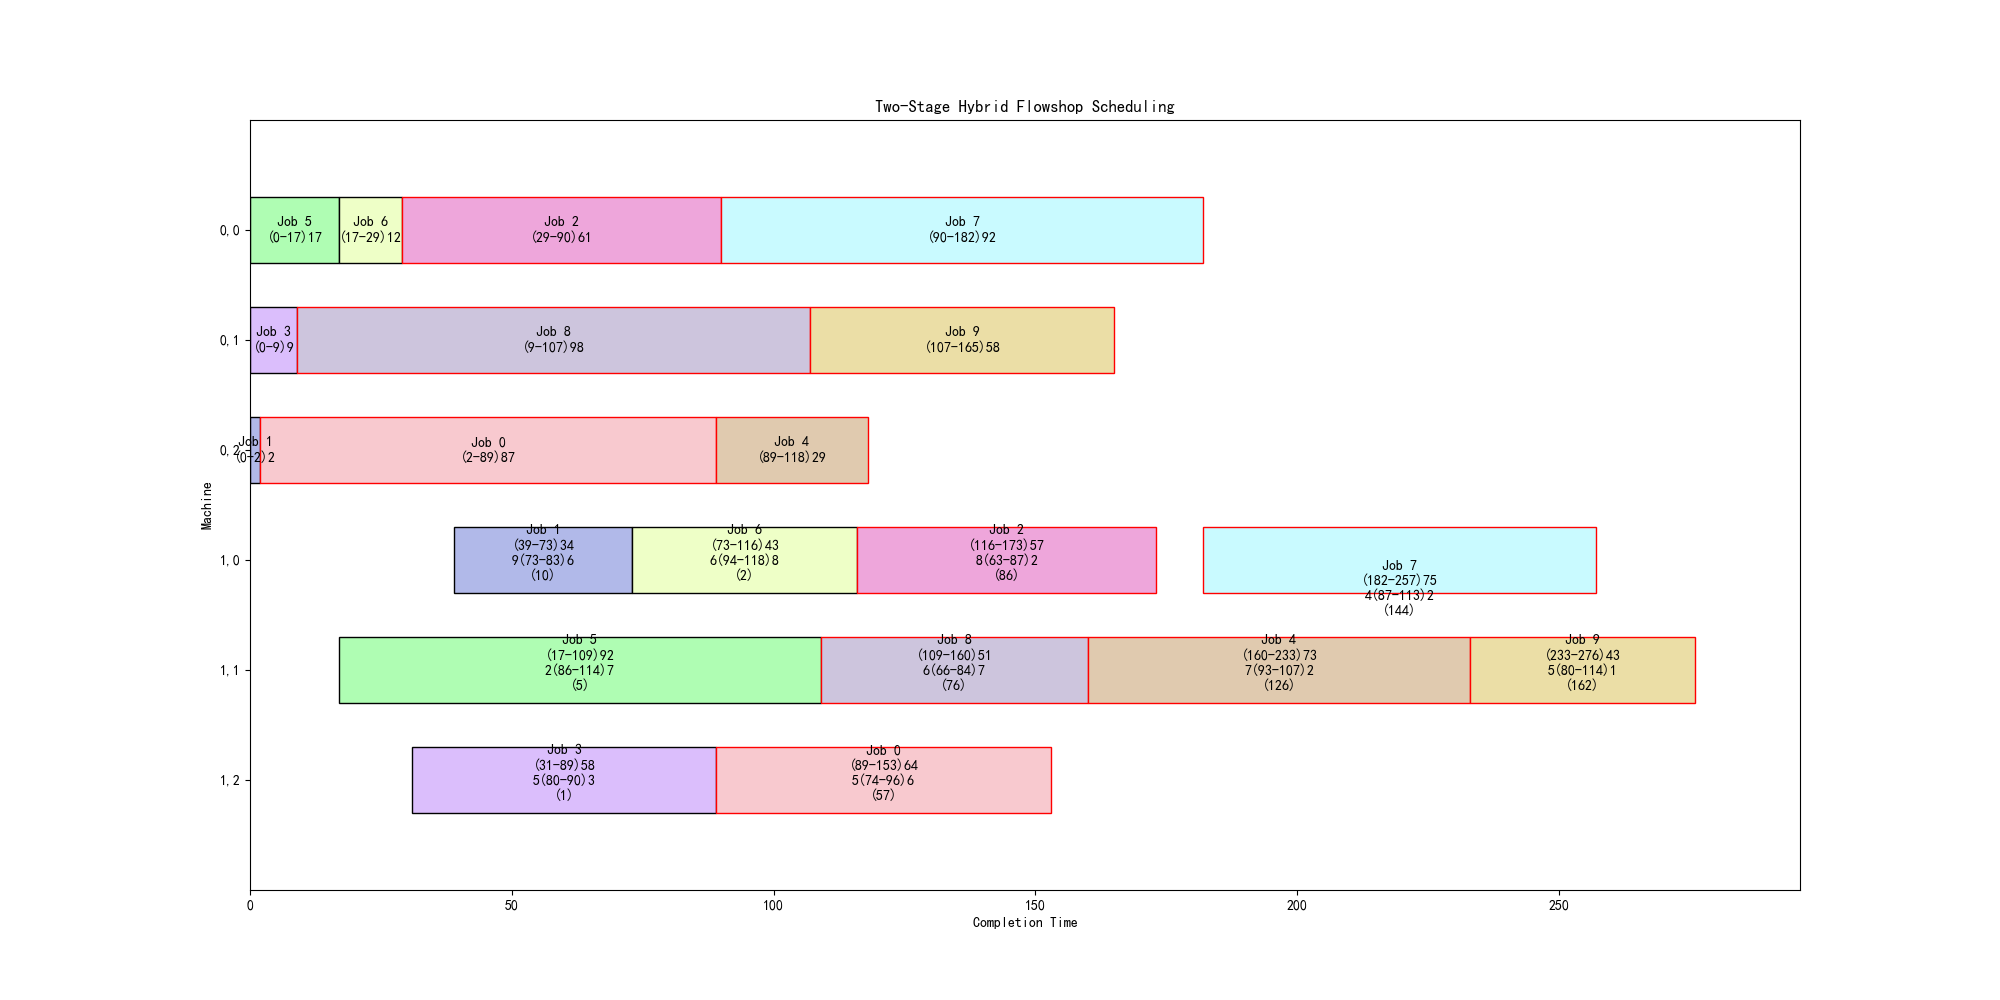 Two-Stage Hybrid Flowshop Scheduling
0,0
Job 5
(0-17)17
Job 6
(17-29)12
Job 2
(29-90)61
Job 7
(90-182)92
0,1
Job 3
(0-9)9
Job 8
(9-107)98
Job 9
(107-165)58
0,2
Job 1
(0-2)2
Job 0
(2-89)87
Job 4
(89-118)29
Machine
1,0
Job 1
(39-73)34
9(73-83)6
(10)
Job 6
(73-116)43
6(94-118)8
(2)
Job 2
(116-173)57
8(63-87)2
(86)
Job 7
(182-257)75
4(87-113)2
(144)
1,1
Job 5
(17-109)92
2(86-114)7
(5)
Job 8
(109-160)51
6(66-84)7
(76)
Job 4
(160-233)73
7(93-107)2
(126)
Job 9
(233-276)43
5(80-114)1
(162)
1,2
Job 3
(31-89)58
5(80-90)3
(1)
Job 0
(89-153)64
5(74-96)6
(57)
0 50 100 150 200 250
Completion Time